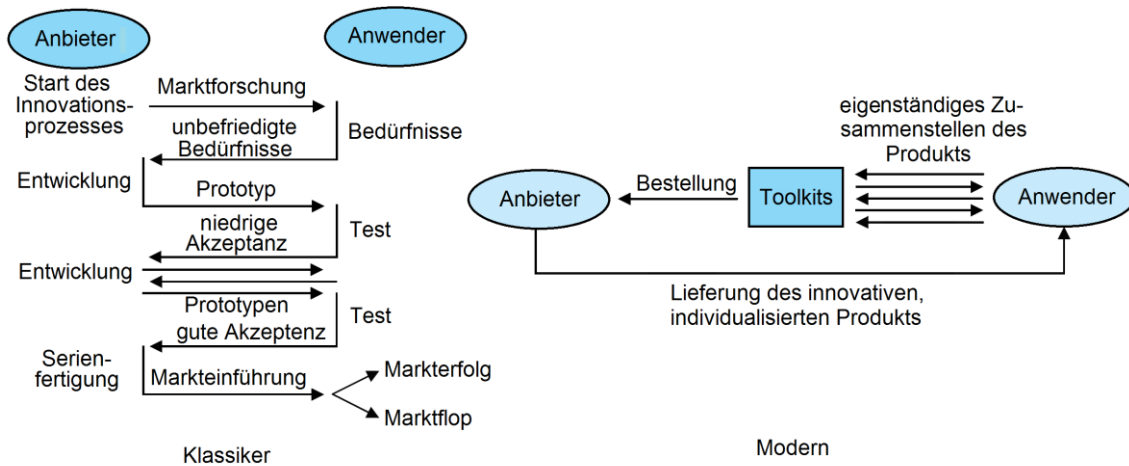 Anbieter
Anwender
Start des
Innovations-
prozesses
Marktforschung
unbefriedigte
Bedürfnisse
Bedürfnisse
Entwicklung
Prototyp
niedrige
Akzeptanz
Test
Entwicklung
Prototypen
gute Akzeptenz
Test
Serien-
fertigung
Markteinführung
Markterfolg
Marktflop
Klassiker
eigenständiges Zu-
sammenstellen des
Produkts
Anbieter
Bestellung
Toolkits
Anwender
Lieferung des innovativen,
individualisierten Produkts
Modern